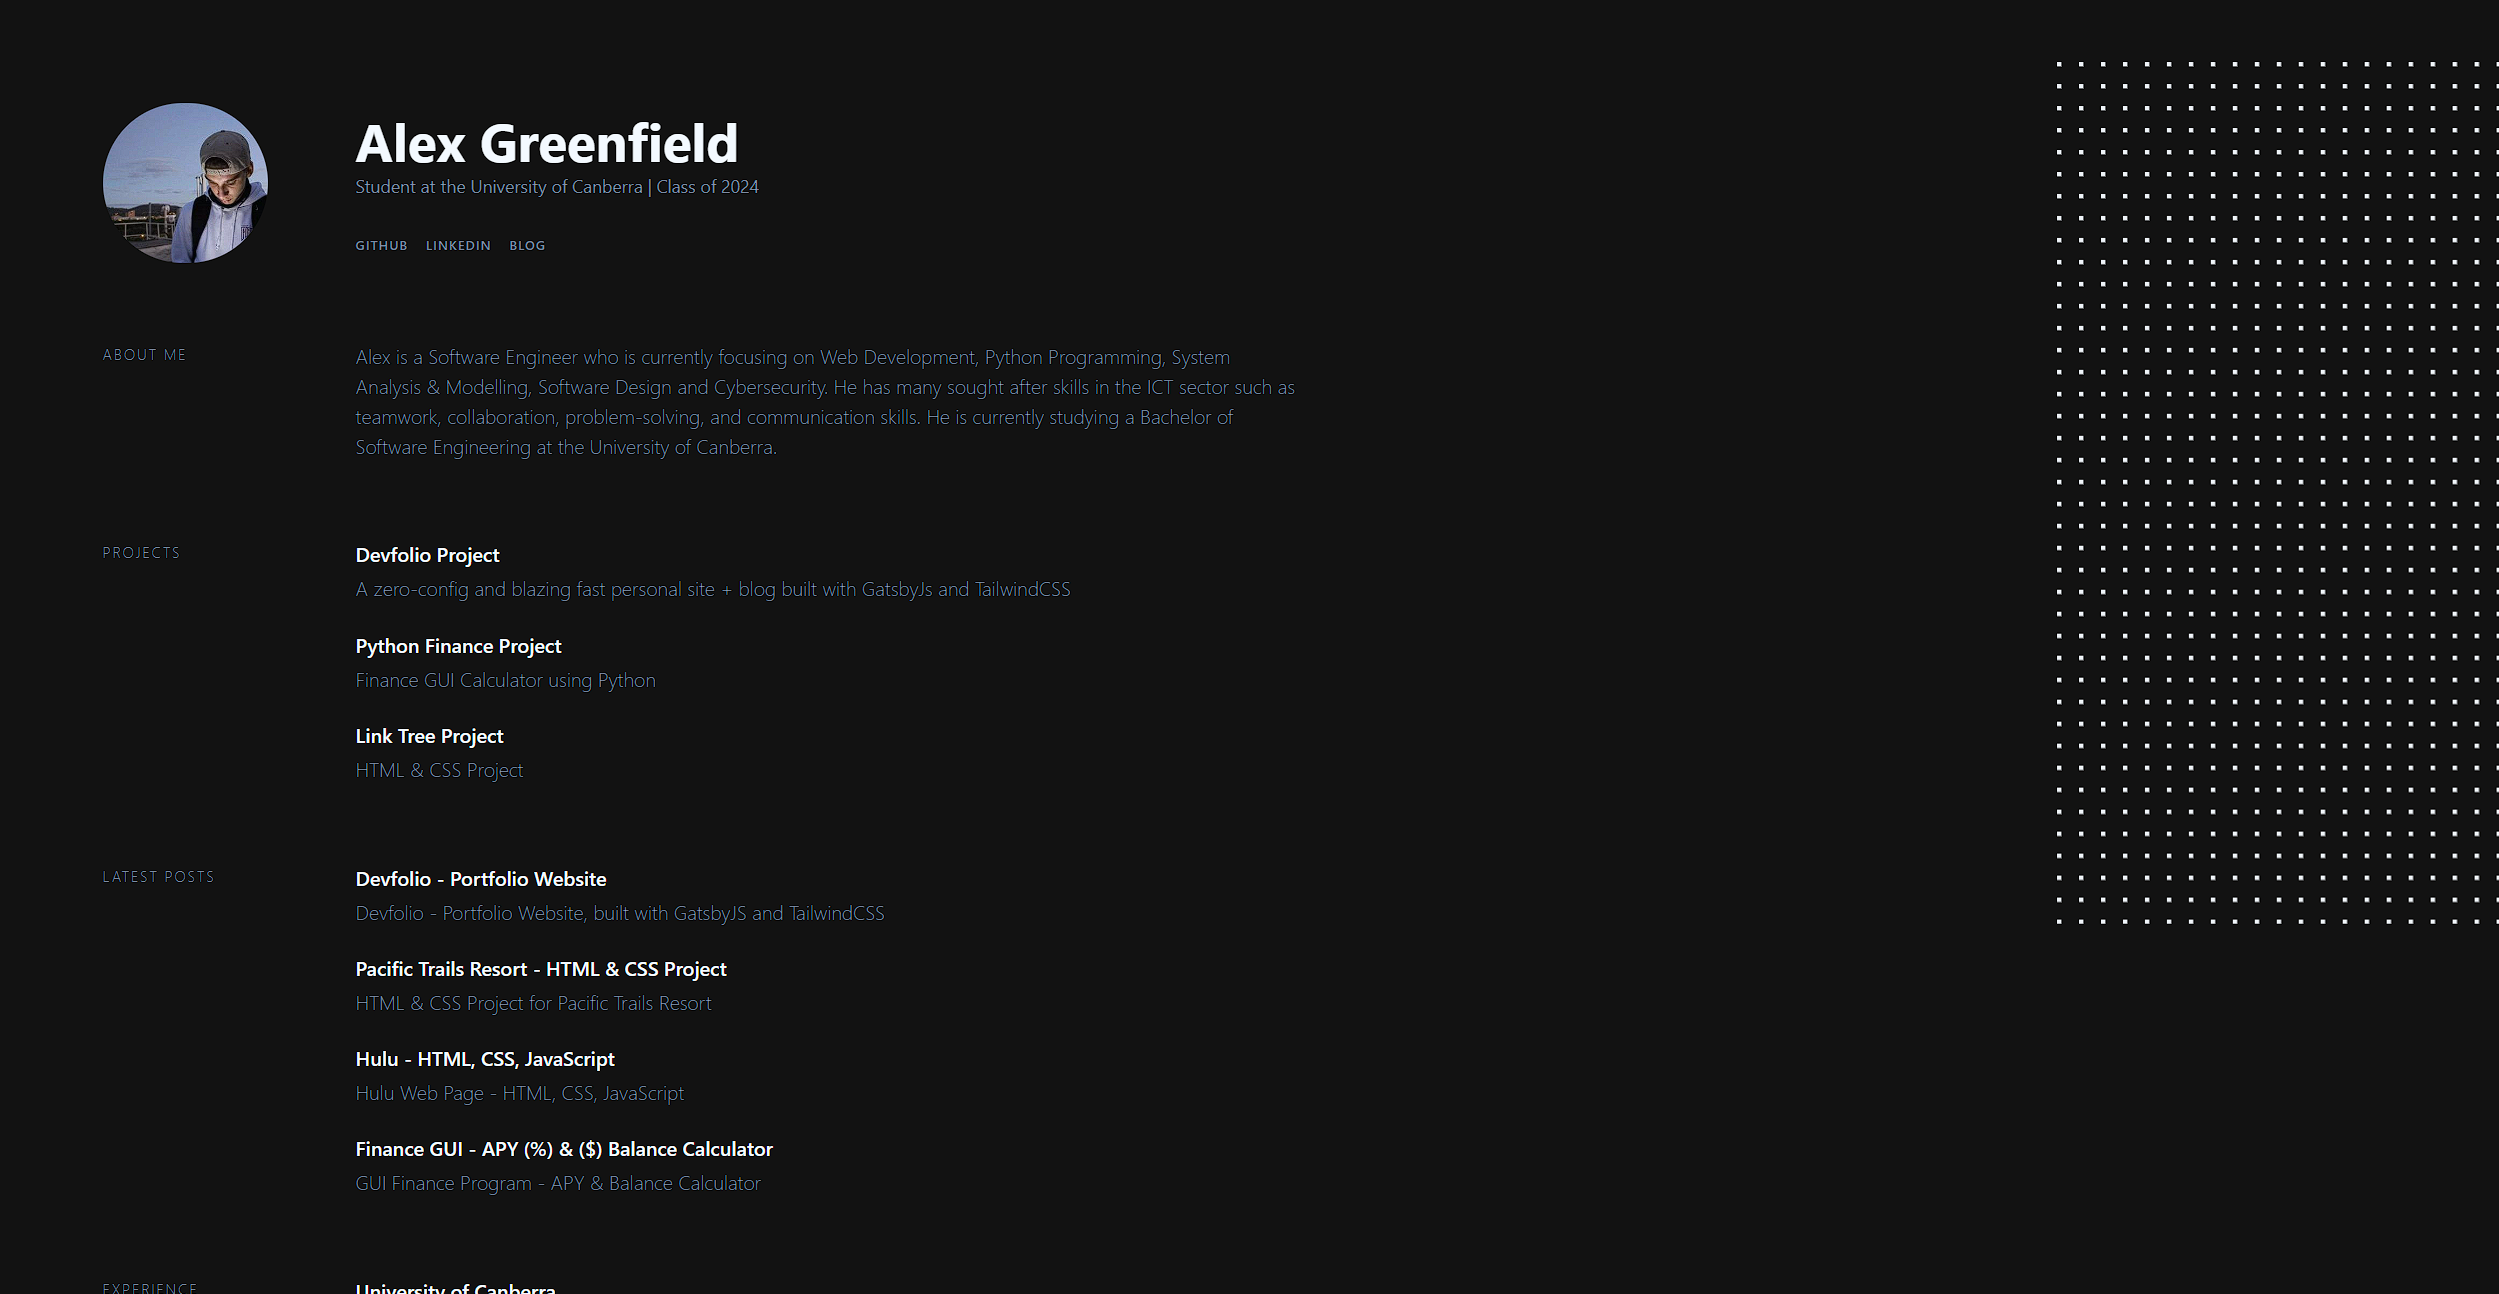 Alex Greenfield
Student at the University of Canberra | Class of 2024
GITHUB LINKEDIN BLOG
ABOUT ME
Alex is a Software Engineer who is currently focusing on Web Development, Python Programming, System
Analysis & Modelling, Software Design and Cybersecurity. He has many sought after skills in the ICT sector such as
teamwork, collaboration, problem-solving, and communication skills. He is currently studying a Bachelor of
Software Engineering at the University of Canberra.
PROJECTS
Devfolio Project
A zero-config and blazing fast personal site + blog built with GatsbyJs and TailwindCSS
Python Finance Project
Finance GUI Calculator using Python
Link Tree Project
HTML & CSS Project
LATEST POSTS
Devfolio - Portfolio Website
Devfolio - Portfolio Website, built with GatsbyJS and TailwindCSS
Pacific Trails Resort - HTML & CSS Project
HTML & CSS Project for Pacific Trails Resort
Hulu - HTML, CSS, JavaScript
Hulu Web Page - HTML, CSS, JavaScript
Finance GUI - APY (%) & ($) Balance Calculator
GUI Finance Program - APY & Balance Calculator
EXPERIENCE
University of Canberra